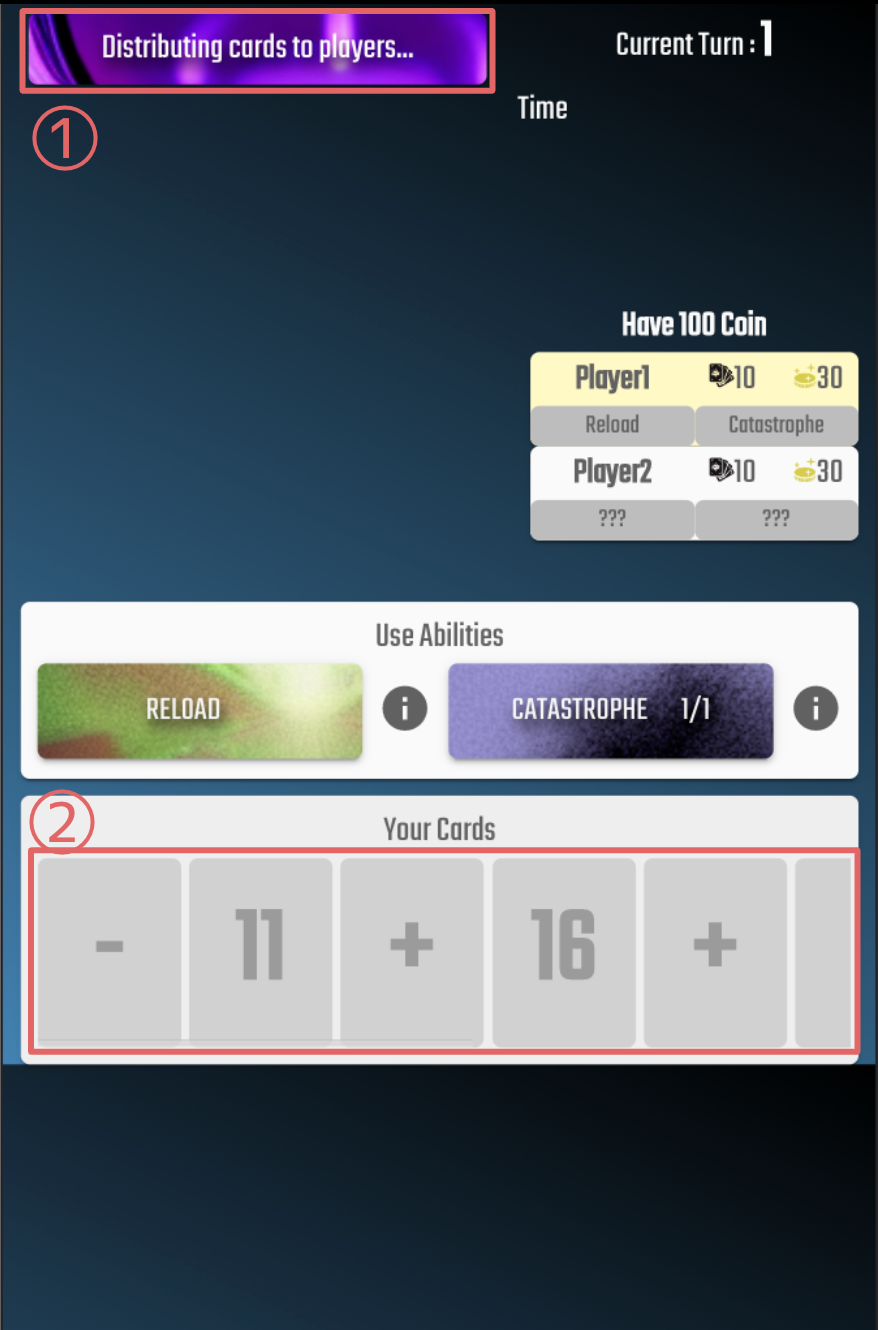 Distributing cards to players...
Current Turn : 1
①
Time
Have 100 Coin
Player1 10 30
Reload Catastrophe
Player2 10 30
??? ???
Use Abilities
RELOAD i CATASTROPHE 1/1 i
②
Your Cards
- 11 + 16 +